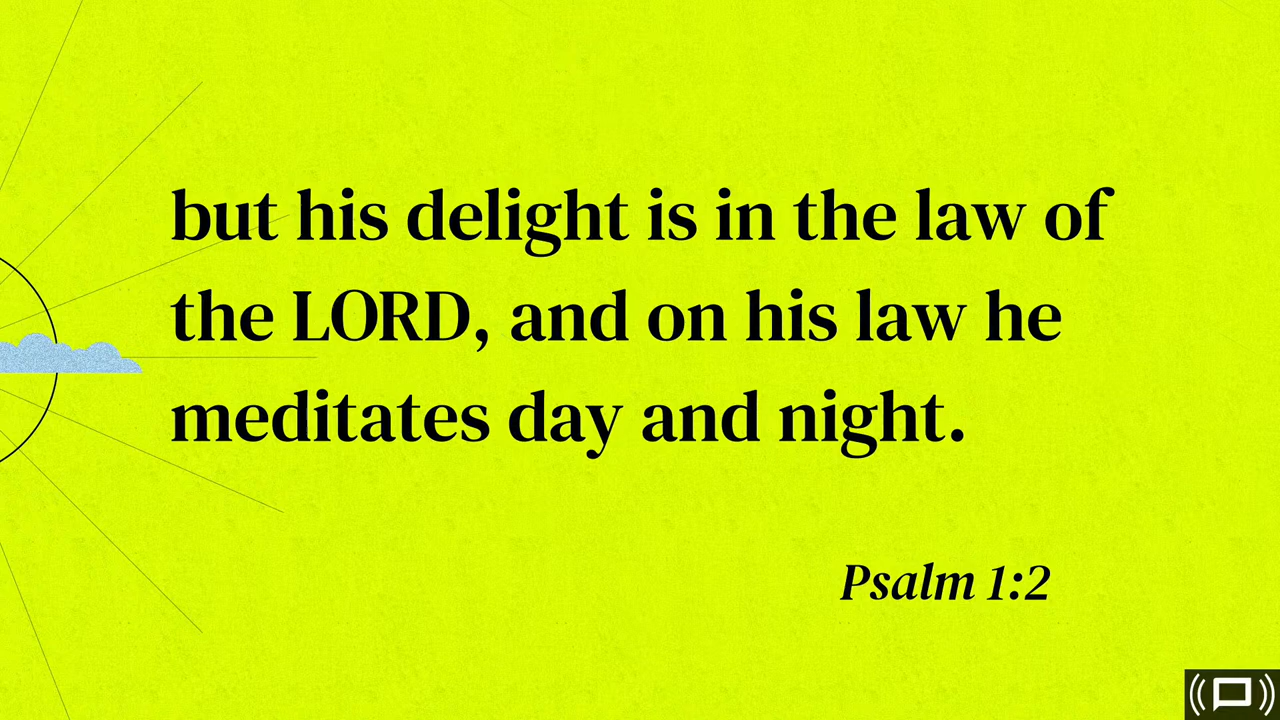 but his delight is in the law of
the LORD, and on his law he
meditates day and night.
Psalm 1:2